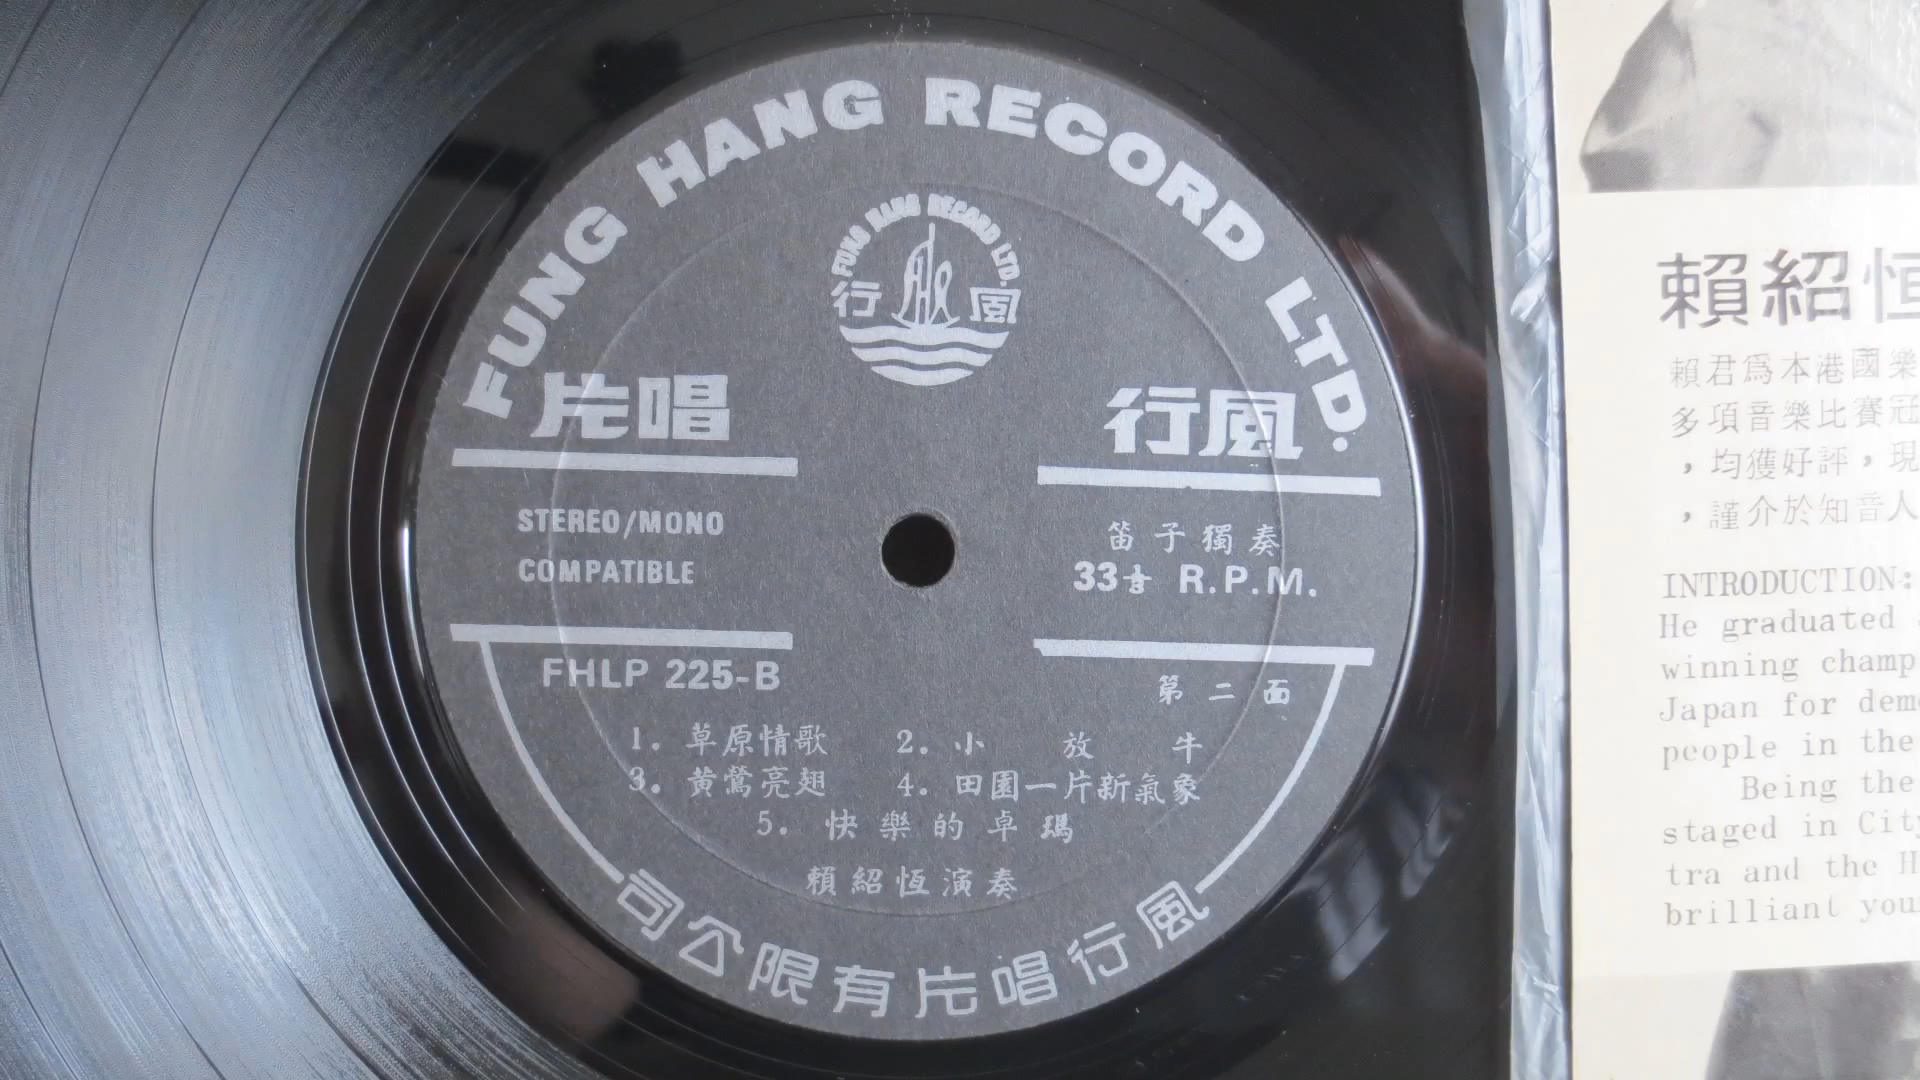 FUNG HANG RECORD LTD.
FUNG HANG RECORD LTD.
行 風
片唱
行風
STEREO/MONO
COMPATIBLE
笛子獨奏
33⅓ R.P.M.
FHLP 225-B
第二面
1. 草原情歌 2. 小放牛
3. 黄鶯亮翅 4. 田園一片新氣象
5. 快樂的卓瑪
賴紹恆演奏
司公限有片唱行風
賴紹恆
賴君爲本港國樂
多項音樂比賽冠
，均獲好評，現
，謹介於知音人
INTRODUCTION:
He graduated
winning champ
Japan for dem
people in the
Being the
staged in City
tra and the H
brilliant you